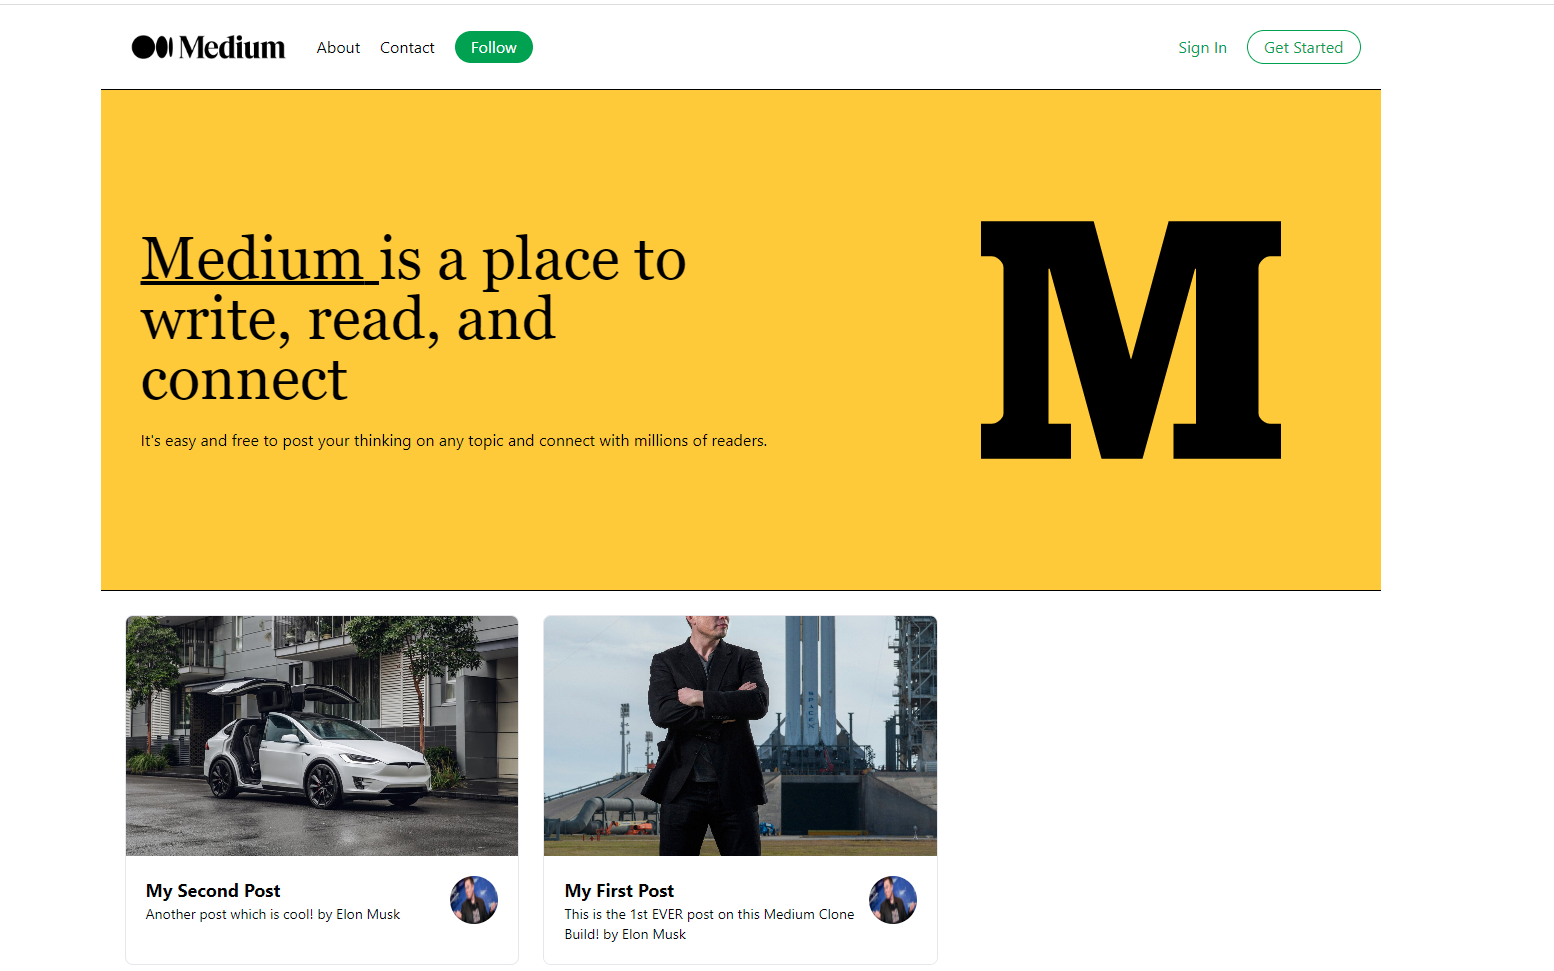 Medium About Contact Follow Sign In Get Started
Medium is a place to
write, read, and
connect
It's easy and free to post your thinking on any topic and connect with millions of readers.
M
SPACEX
My Second Post
Another post which is cool! by Elon Musk
My First Post
This is the 1st EVER post on this Medium Clone
Build! by Elon Musk